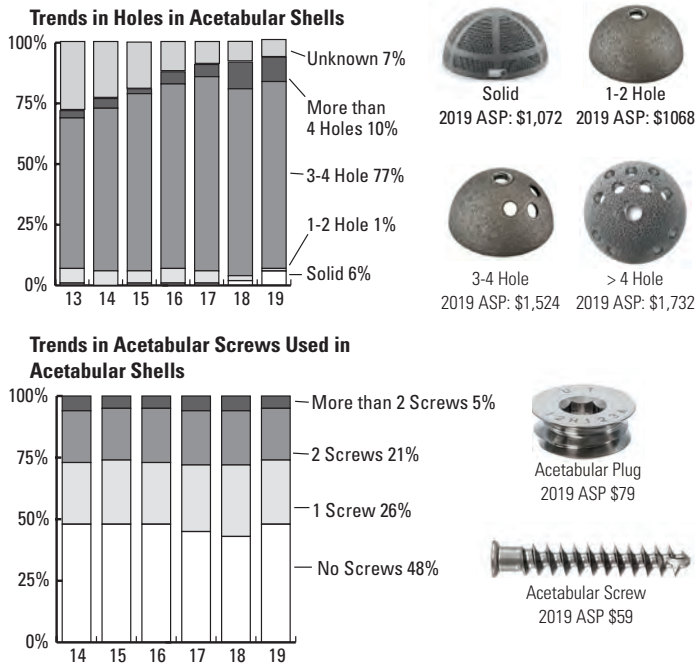 Trends in Holes in Acetabular Shells
100%
75%
50%
25%
0%
13 14 15 16 17 18 19
Unknown 7%
More than
4 Holes 10%
3-4 Hole 77%
1-2 Hole 1%
Solid 6%
Solid
2019 ASP: $1,072
1-2 Hole
2019 ASP: $1068
3-4 Hole
2019 ASP: $1,524
> 4 Hole
2019 ASP: $1,732
Trends in Acetabular Screws Used in
Acetabular Shells
100%
75%
50%
25%
0%
14 15 16 17 18 19
More than 2 Screws 5%
2 Screws 21%
1 Screw 26%
No Screws 48%
Acetabular Plug
2019 ASP $79
Acetabular Screw
2019 ASP $59